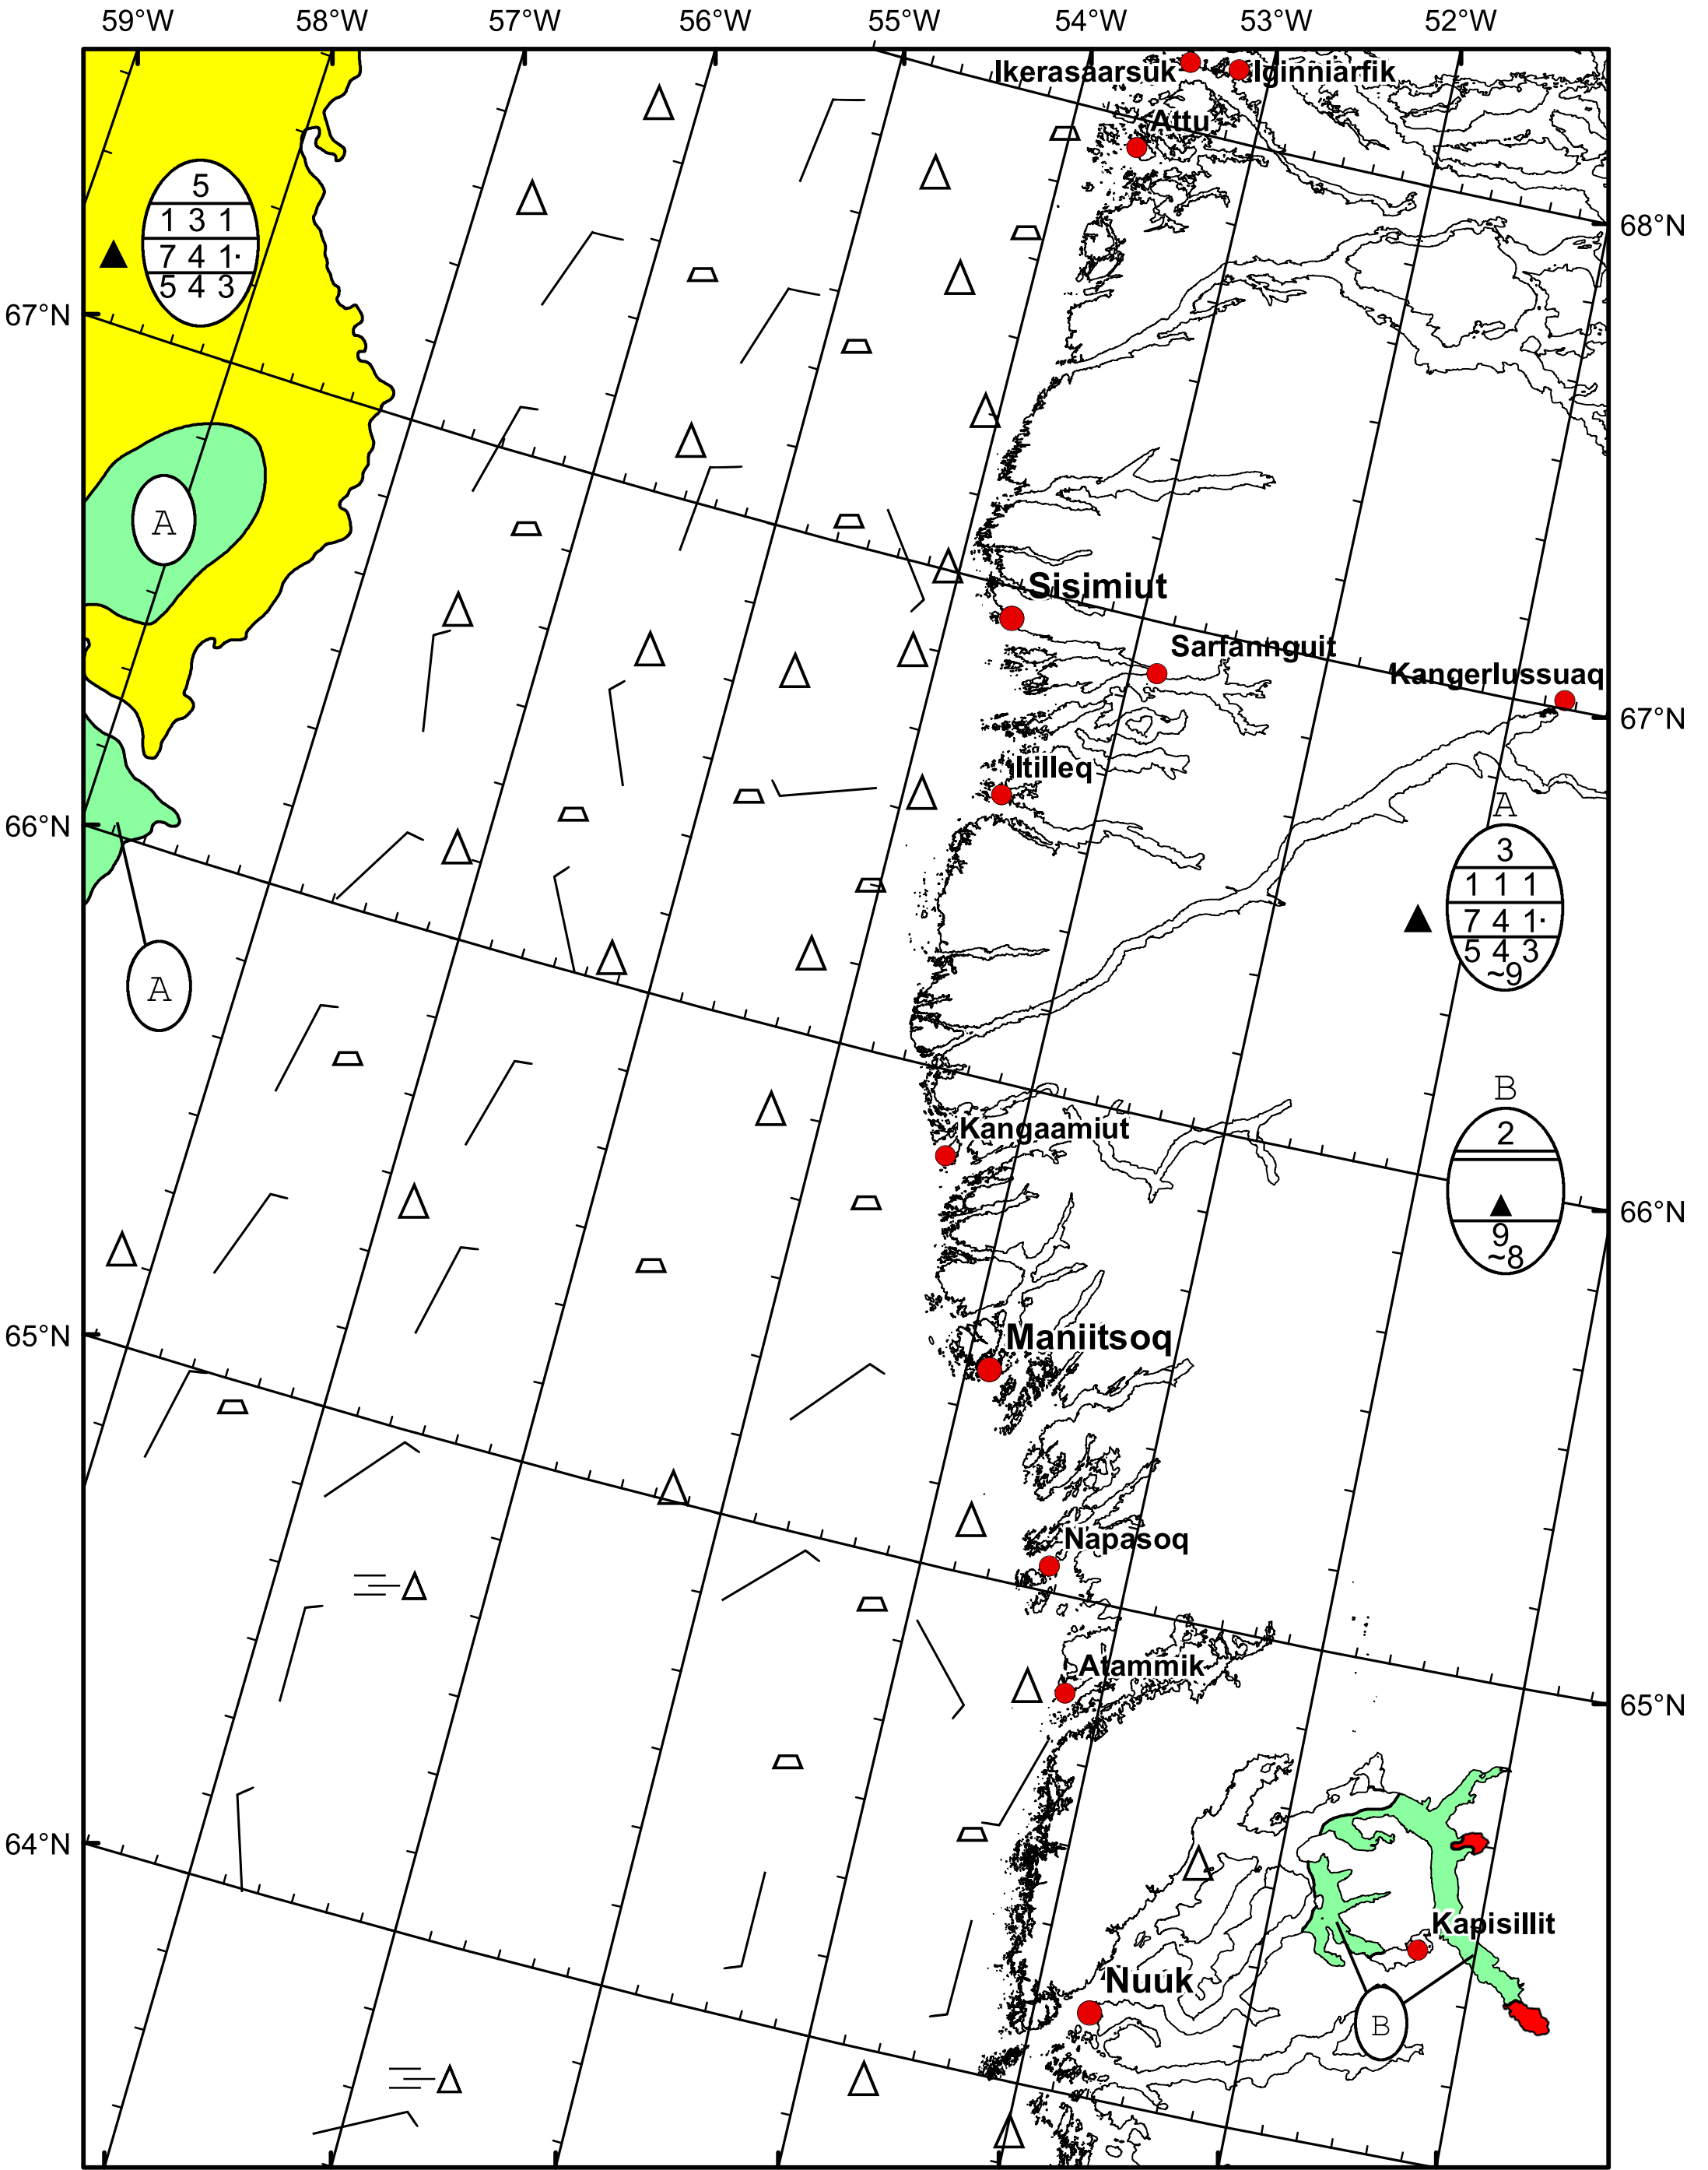 59°W 58°W 57°W 56°W 55°W 54°W 53°W 52°W
Ikerasaarsuk
Iginniarfik
Attu
5
1 3 1
7 4 1·
5 4 3
68°N
67°N
A
Sisimiut
Sarfannguit
Kangerlussuaq
67°N
Itilleq
66°N
A
3
1 1 1
7 4 1·
5 4 3
~9
A
B
2
9
~8
Kangaamiut
66°N
65°N
Maniitsoq
Napasoq
Atammik
65°N
64°N
Kapisillit
Nuuk
B